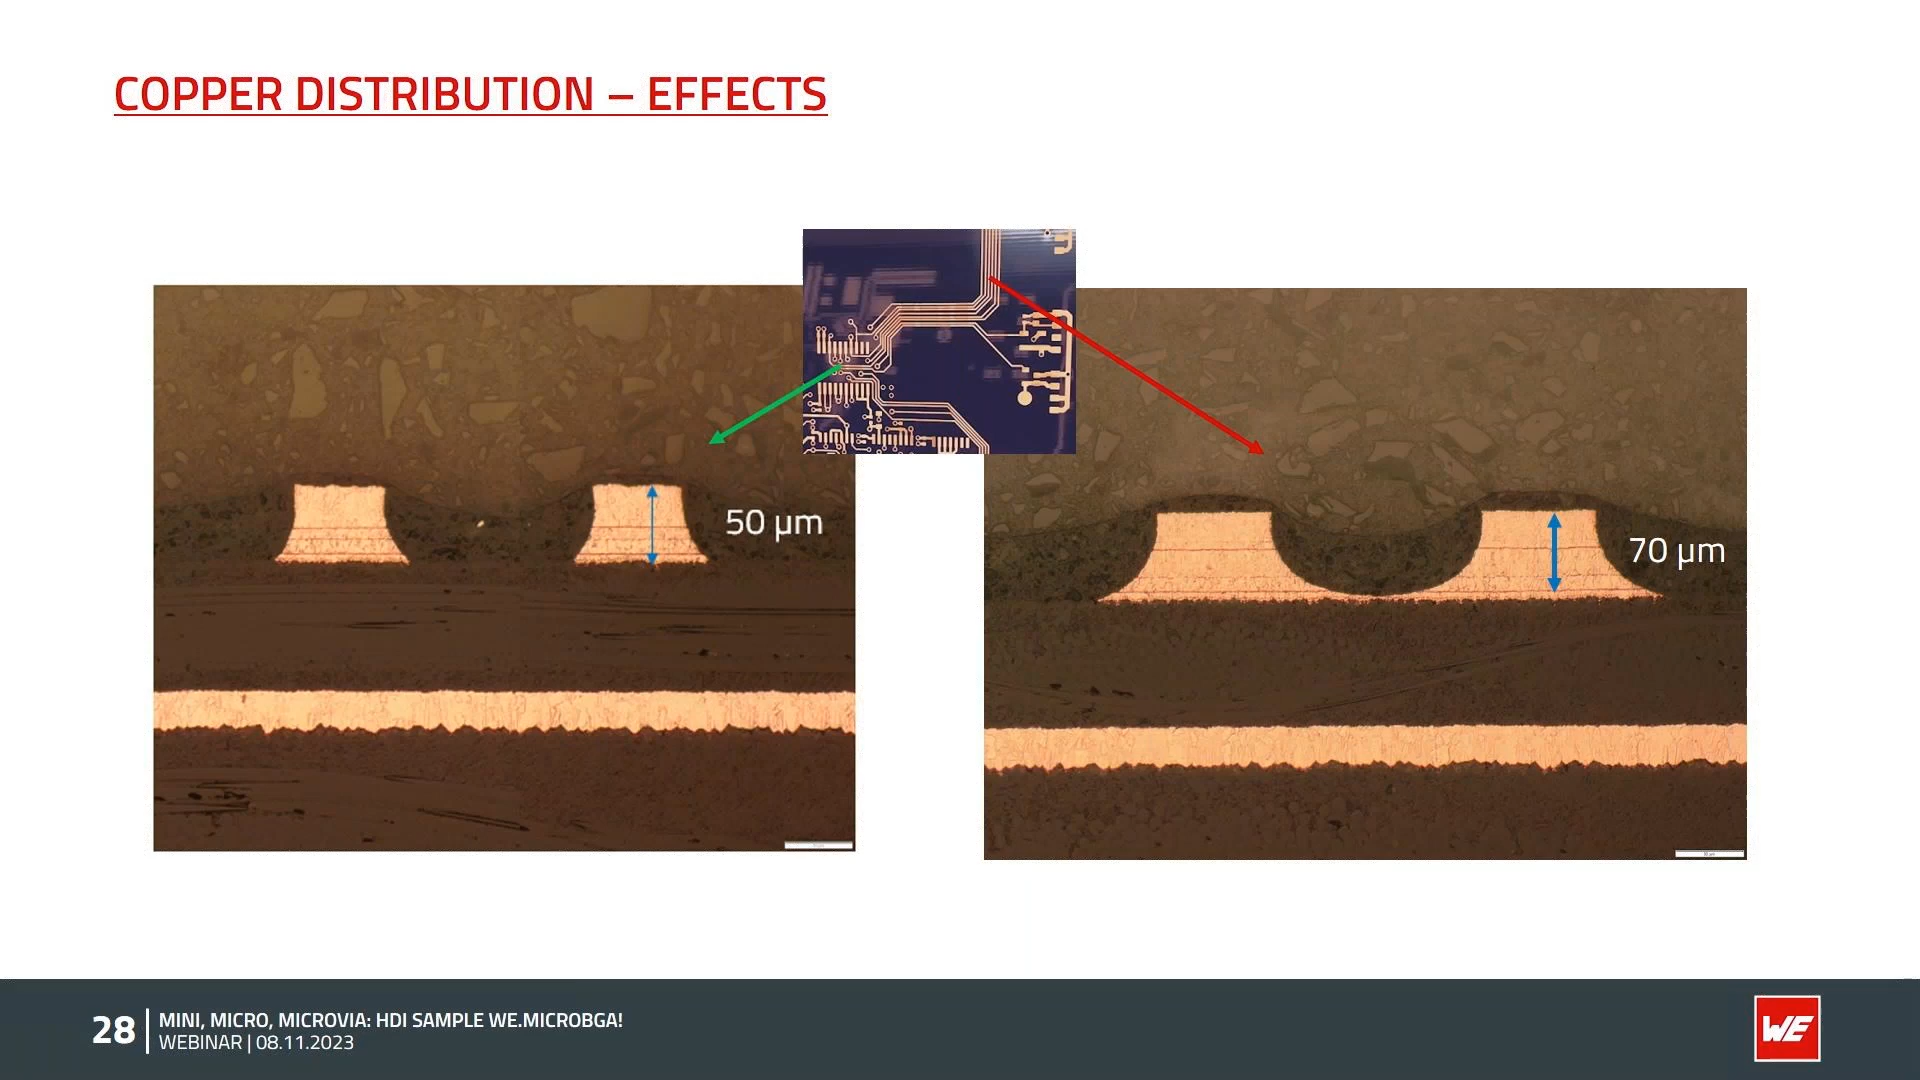 COPPER DISTRIBUTION – EFFECTS
50 µm
70 µm
28
MINI, MICRO, MICROVIA: HDI SAMPLE WE.MICROBGA!
WEBINAR | 08.11.2023
WE